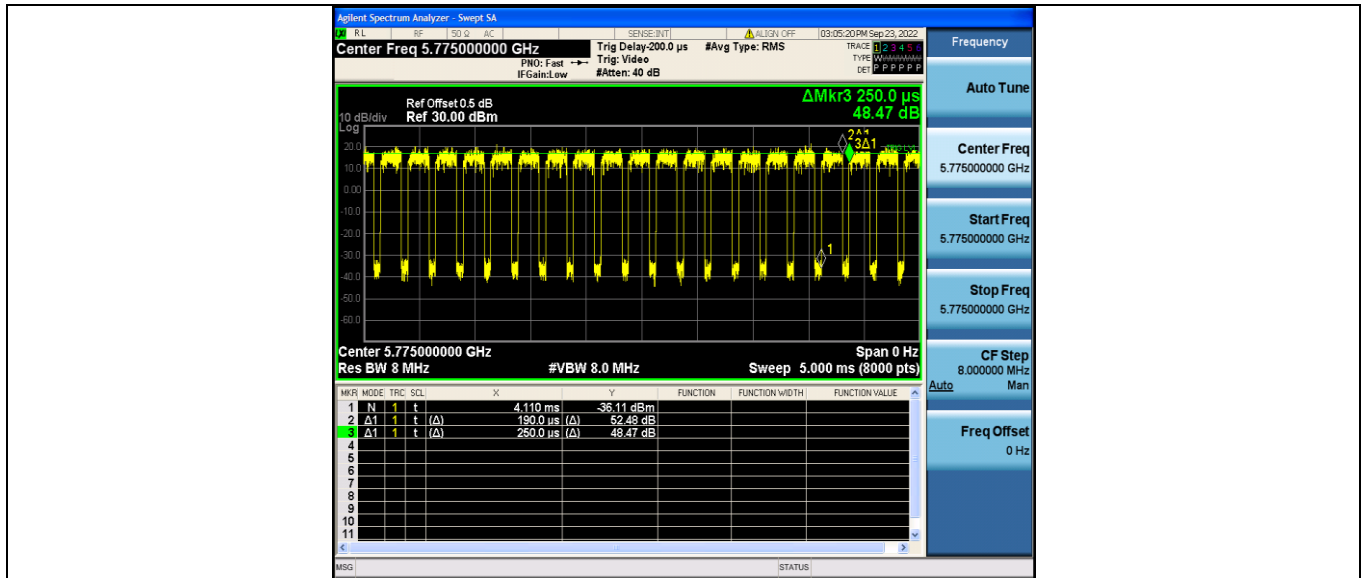 Agilent Spectrum Analyzer - Swept SA
RL RF 50 Ω AC SENSE:INT ALIGN OFF 03:05:20 PM Sep 23, 2022
Center Freq 5.775000000 GHz
PNO: Fast
IFGain:Low
Trig Delay-200.0 µs
Trig: Video
#Atten: 40 dB
#Avg Type: RMS
TRACE 1 2 3 4 5 6
TYPE
DET P P P P P P
Frequency
ΔMkr3 250.0 µs
48.47 dB
Ref Offset 0.5 dB
10 dB/div Ref 30.00 dBm
Log
20.0
10.0
0.00
-10.0
-20.0
-30.0
-40.0
-50.0
-60.0
3Δ1
1
Center 5.775000000 GHz Span 0 Hz
Res BW 8 MHz #VBW 8.0 MHz Sweep 5.000 ms (8000 pts)
MKR MODE TRC SCL X Y FUNCTION FUNCTION WIDTH FUNCTION VALUE
1 N 1 t 4.110 ms -36.11 dBm
2 Δ1 1 t (Δ) 190.0 µs (Δ) 52.48 dB
3 Δ1 1 t (Δ) 250.0 µs (Δ) 48.47 dB
4
5
6
7
8
9
10
11
MSG STATUS
Auto Tune
Center Freq
5.775000000 GHz
Start Freq
5.775000000 GHz
Stop Freq
5.775000000 GHz
CF Step
8.000000 MHz
Auto Man
Freq Offset
0 Hz